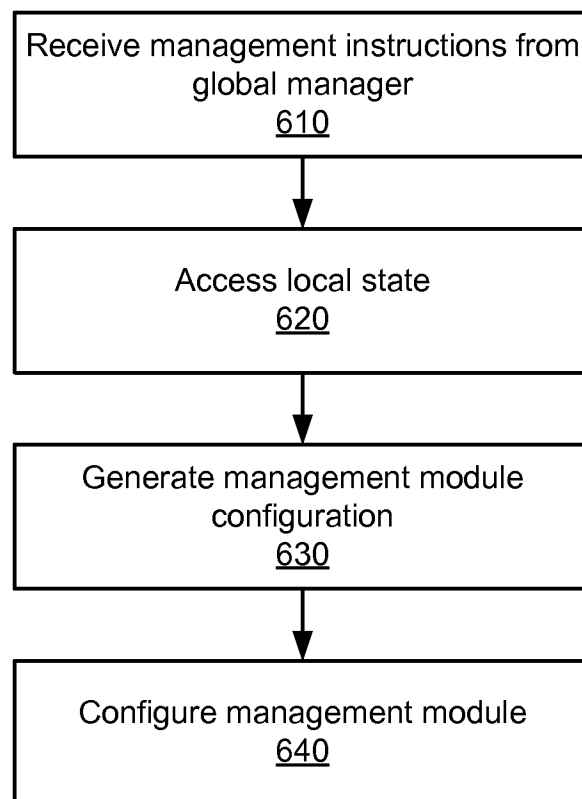 Receive management instructions from
global manager
610
Access local state
620
Generate management module
configuration
630
Configure management module
640